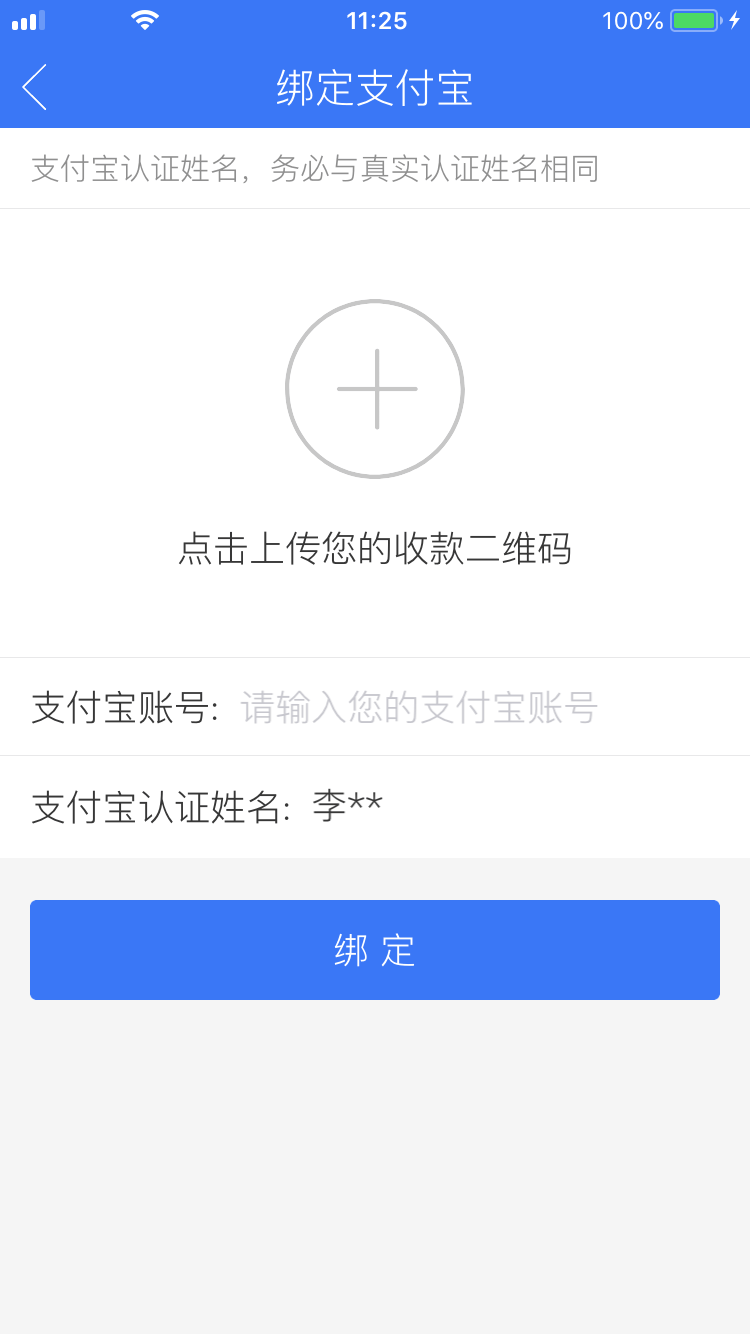 11:25
100%
绑定支付宝
支付宝认证姓名，务必与真实认证姓名相同
点击上传您的收款二维码
支付宝账号: 请输入您的支付宝账号
支付宝认证姓名: 李**
绑 定